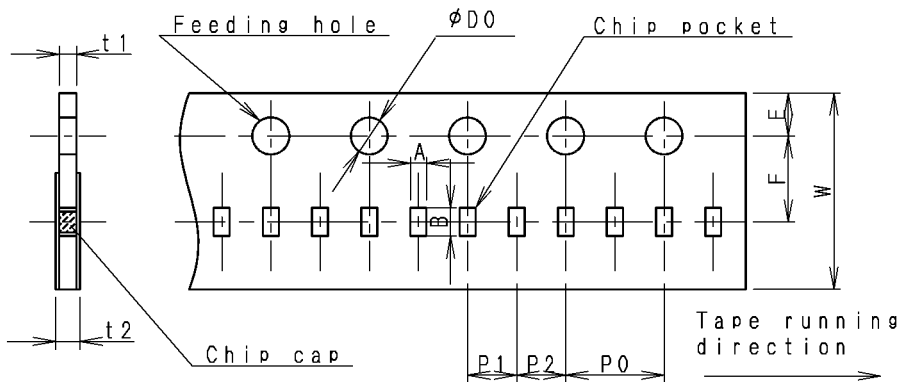 t1
Feeding hole
φD0
Chip pocket
A
B
E
F
W
t2
Chip cap
P1
P2
P0
Tape running
direction